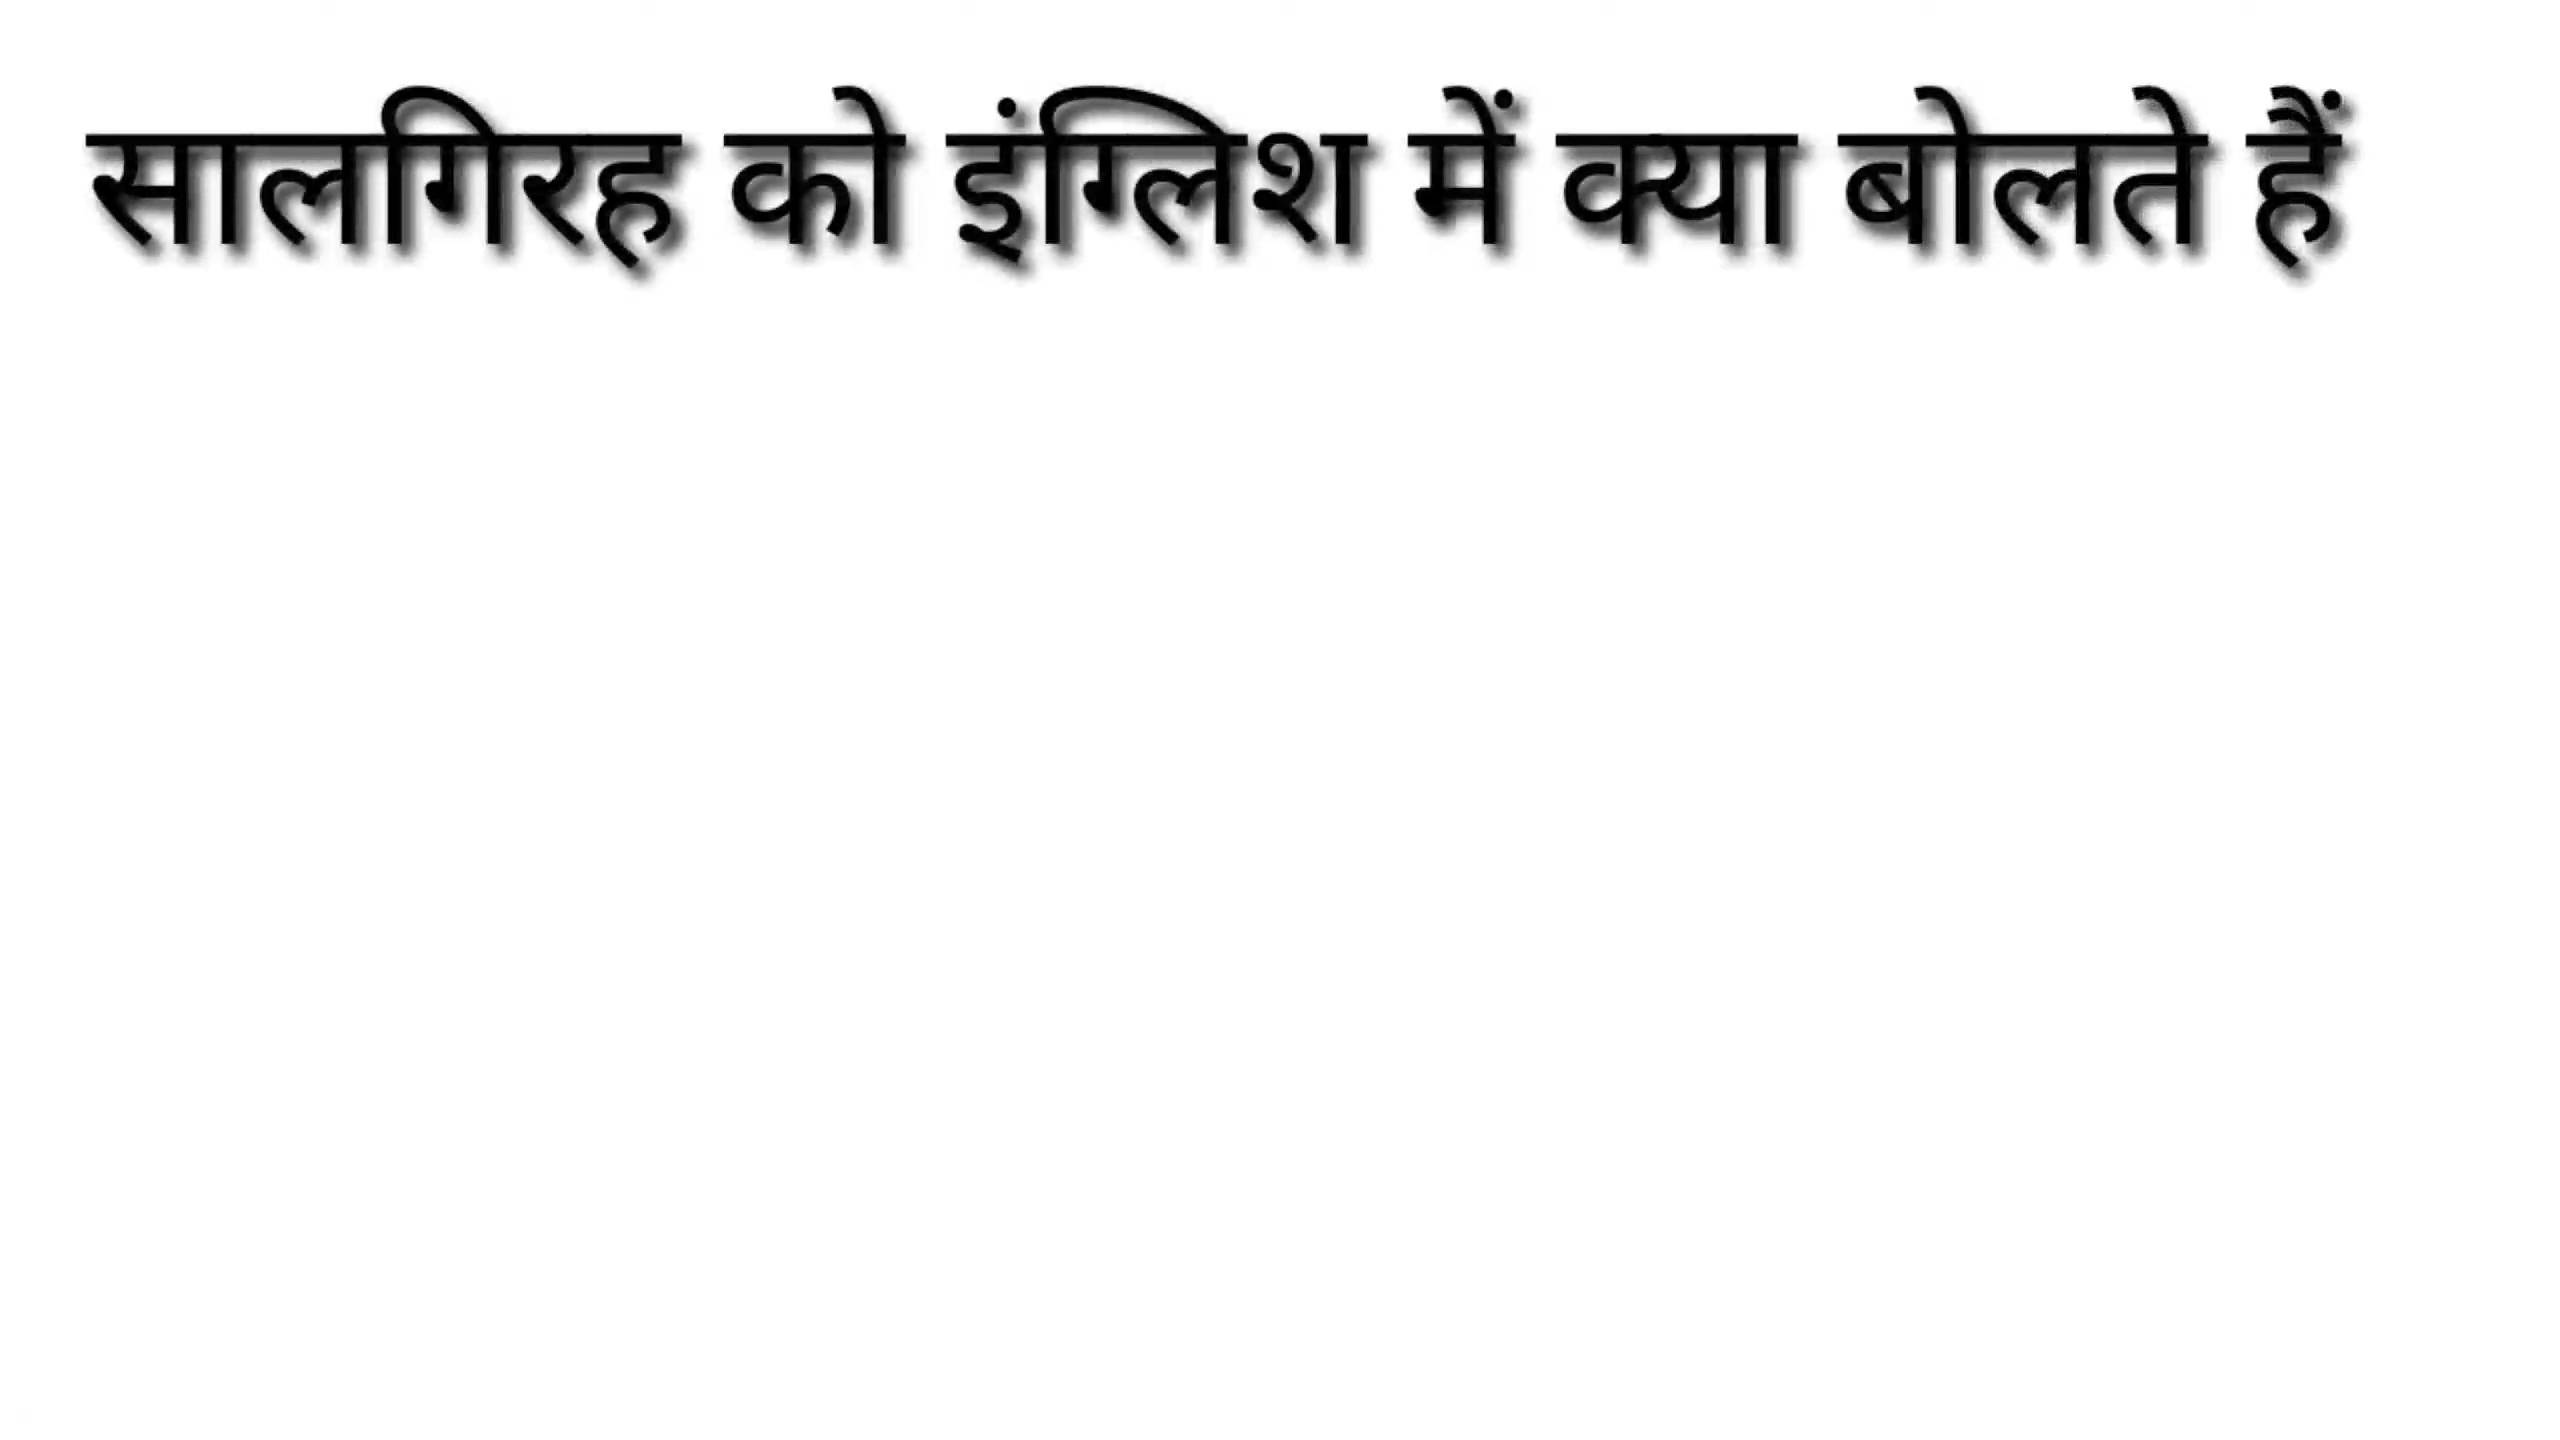 सालगिरह को इंग्लिश में क्या बोलते हैं